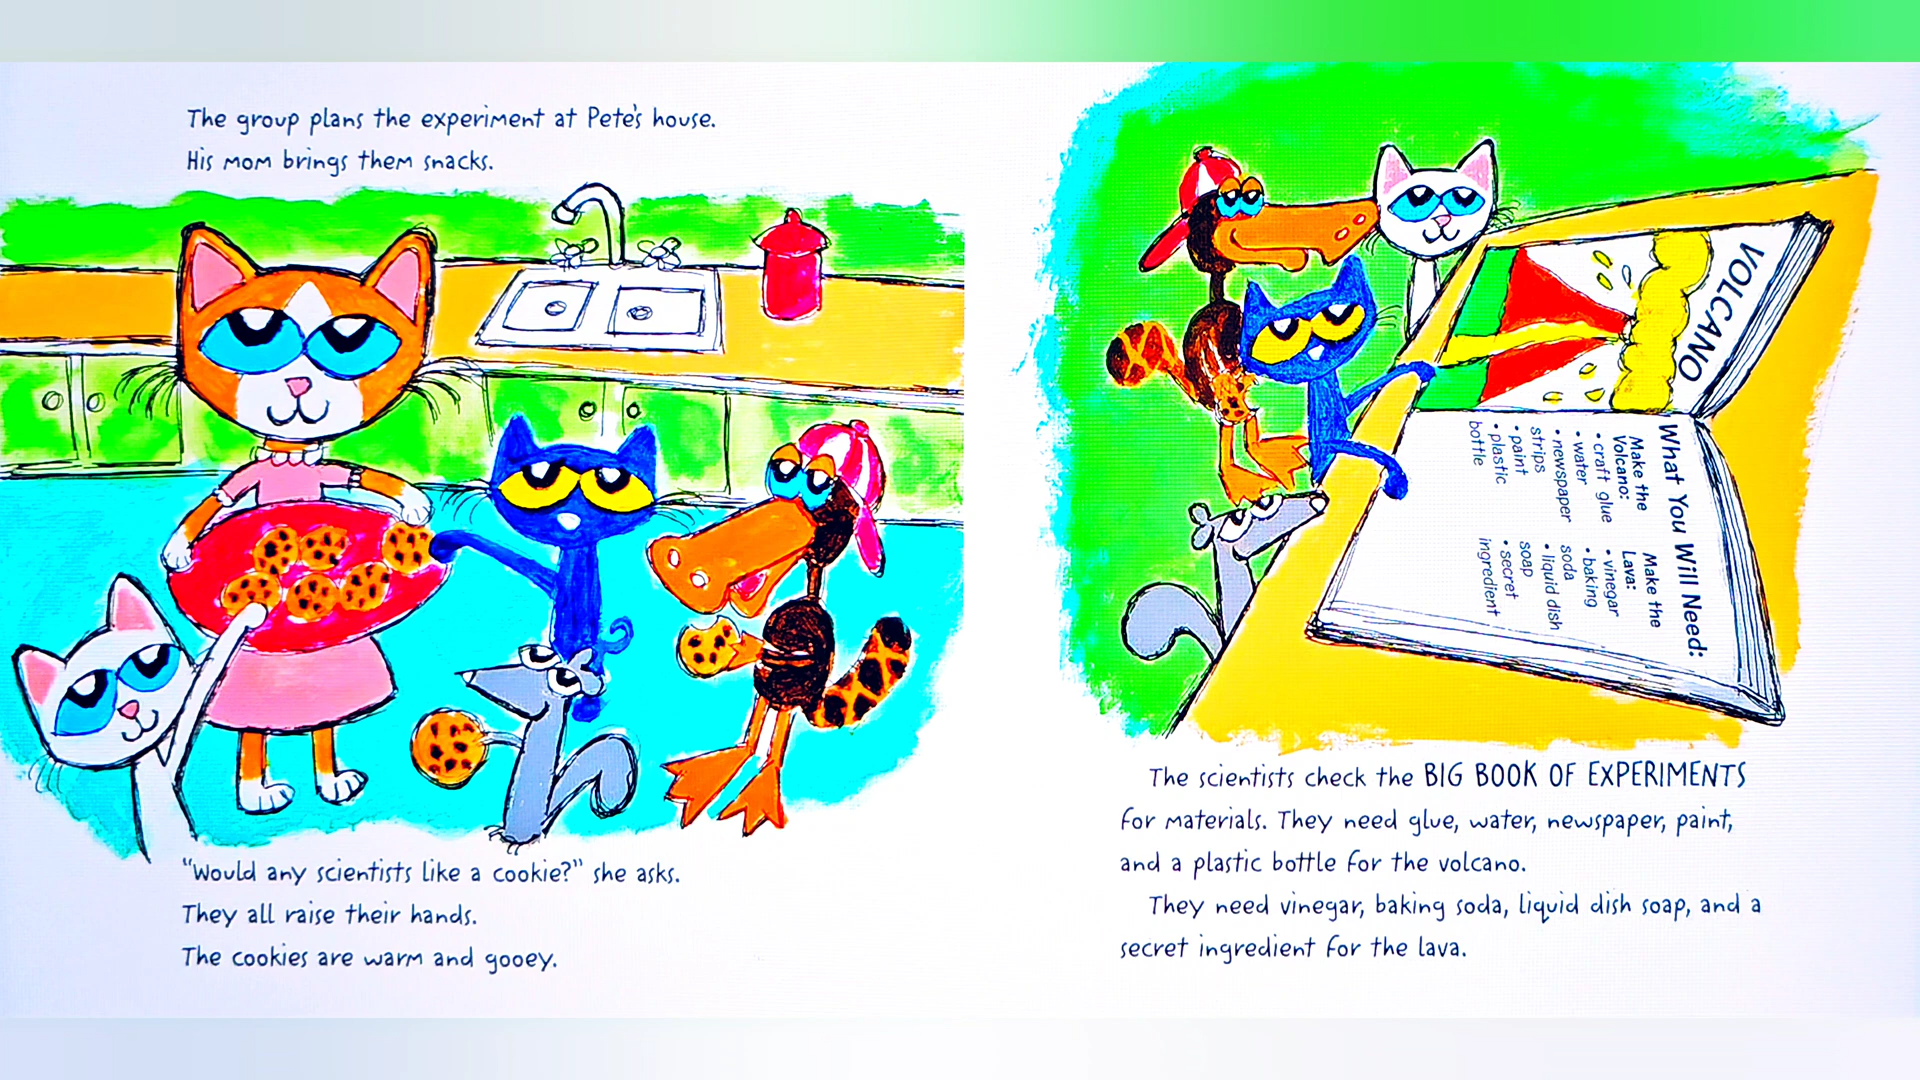 The group plans the experiment at Pete's house.
His mom brings them snacks.
"Would any scientists like a cookie?" she asks.
They all raise their hands.
The cookies are warm and gooey.
VOLCANO
What You Will Need:
Make the
Volcano:
• craft glue
• water
• newspaper
strips
• paint
• plastic
bottle
Make the
Lava:
• vinegar
• baking
soda
• liquid dish
soap
• secret
ingredient
The scientists check the BIG BOOK OF EXPERIMENTS
for materials. They need glue, water, newspaper, paint,
and a plastic bottle for the volcano.
They need vinegar, baking soda, liquid dish soap, and a
secret ingredient for the lava.